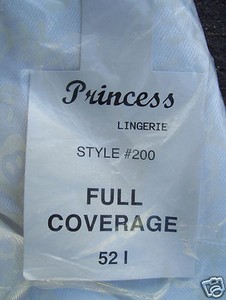 Princess
LINGERIE
STYLE #200
FULL
COVERAGE
52 I